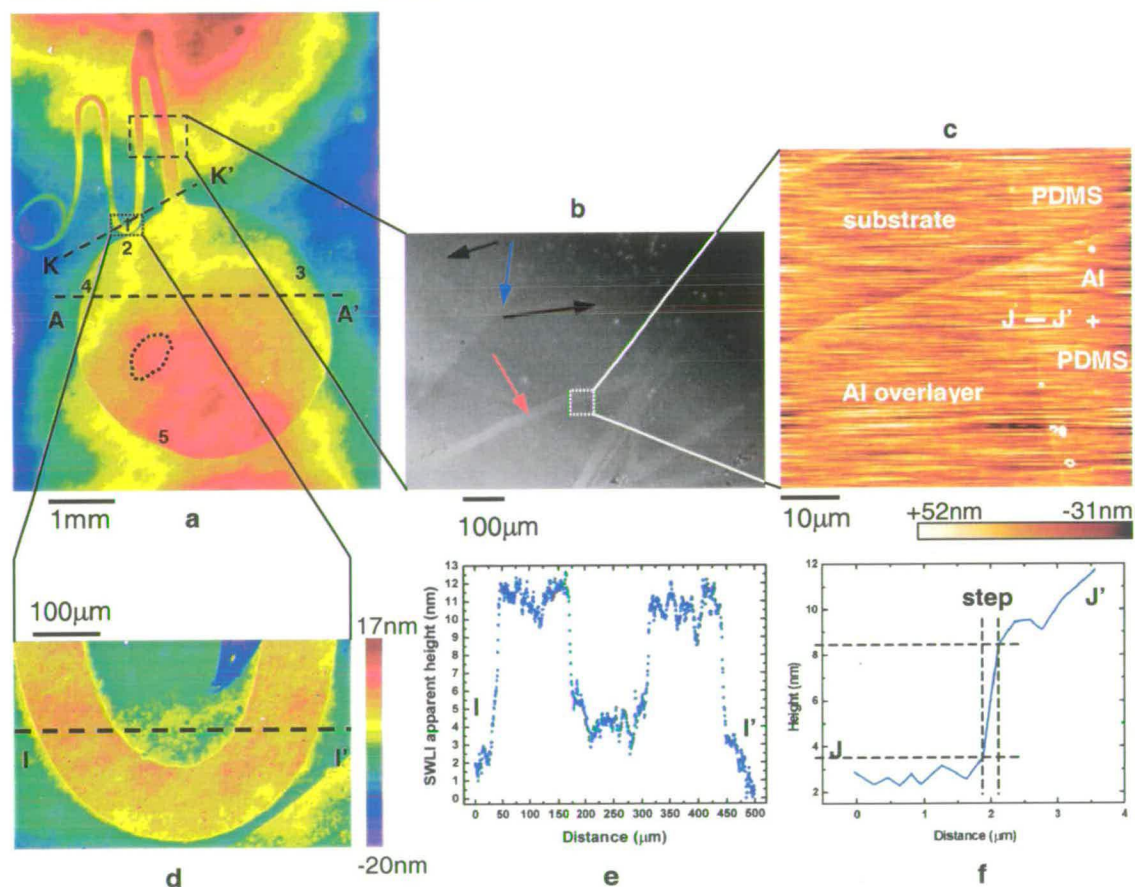 K'
1
2
K
4
3
A
A'
5
1mm
a
b
100μm
c
PDMS
substrate
Al
J — J' +
PDMS
Al overlayer
10μm
+52nm
-31nm
100μm
17nm
-20nm
I
I'
d
SWLI apparent height (nm)
13
12
11
10
9
8
7
6
5
4
3
2
1
0
I
I'
0 50 100 150 200 250 300 350 400 450 500
Distance (μm)
e
Height (nm)
12
10
8
6
4
2
step
J'
J
0 1 2 3 4
Distance (μm)
f